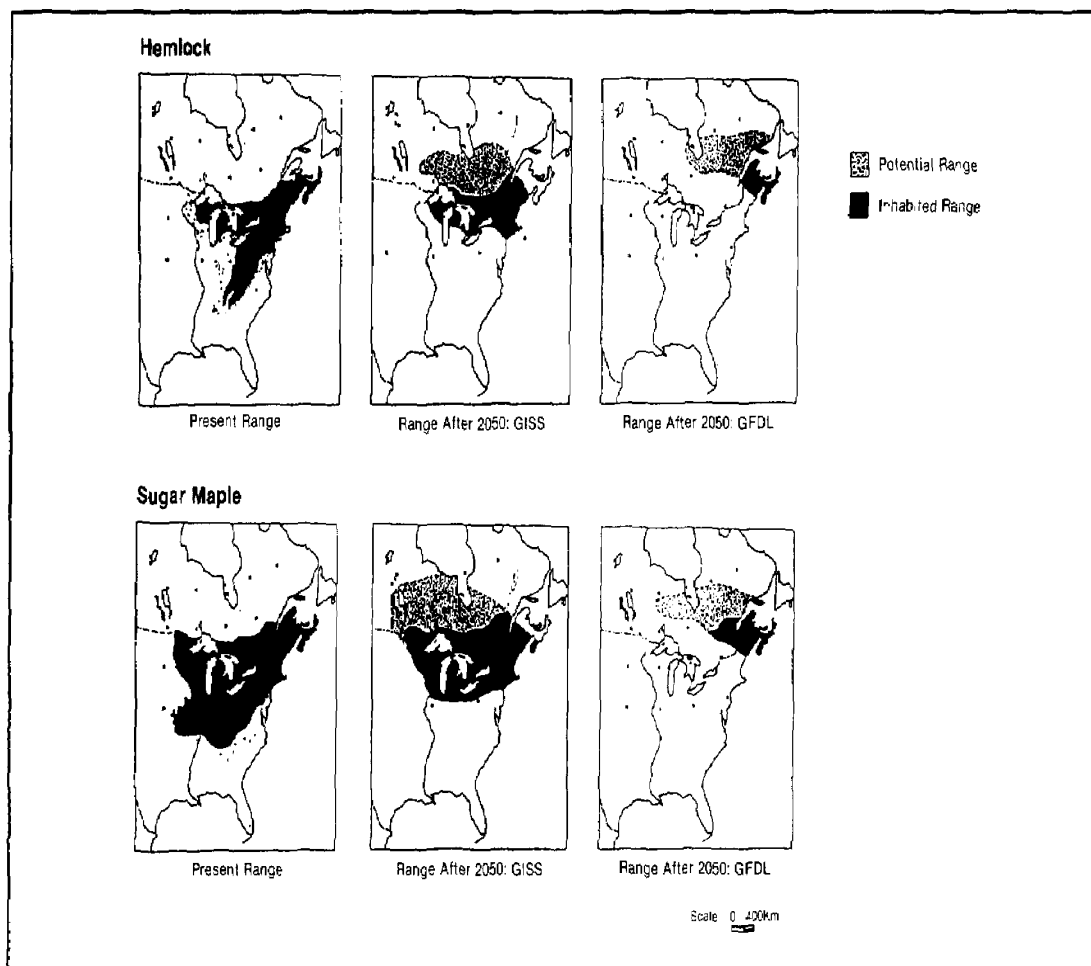 Hemlock
Potential Range
Inhabited Range
Present Range
Range After 2050: GISS
Range After 2050: GFDL
Sugar Maple
Present Range
Range After 2050: GISS
Range After 2050: GFDL
Scale 0 400Km